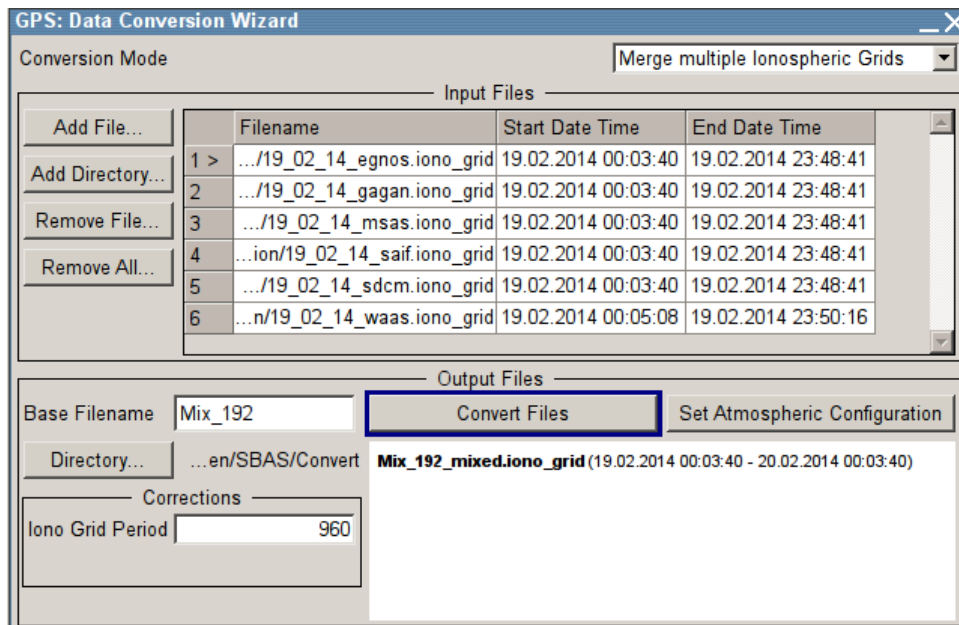 GPS: Data Conversion Wizard
Conversion Mode
Merge multiple Ionospheric Grids
Input Files
Add File...
Add Directory...
Remove File...
Remove All...
Filename Start Date Time End Date Time
1 > .../19_02_14_egnos.iono_grid 19.02.2014 00:03:40 19.02.2014 23:48:41
2 .../19_02_14_gagan.iono_grid 19.02.2014 00:03:40 19.02.2014 23:48:41
3 .../19_02_14_msas.iono_grid 19.02.2014 00:03:40 19.02.2014 23:48:41
4 ...ion/19_02_14_saif.iono_grid 19.02.2014 00:03:40 19.02.2014 23:48:41
5 .../19_02_14_sdcm.iono_grid 19.02.2014 00:03:40 19.02.2014 23:48:41
6 ...n/19_02_14_waas.iono_grid 19.02.2014 00:05:08 19.02.2014 23:50:16
Output Files
Base Filename Mix_192 Convert Files Set Atmospheric Configuration
Directory... ...en/SBAS/Convert
Mix_192_mixed.iono_grid (19.02.2014 00:03:40 - 20.02.2014 00:03:40)
Corrections
Iono Grid Period 960